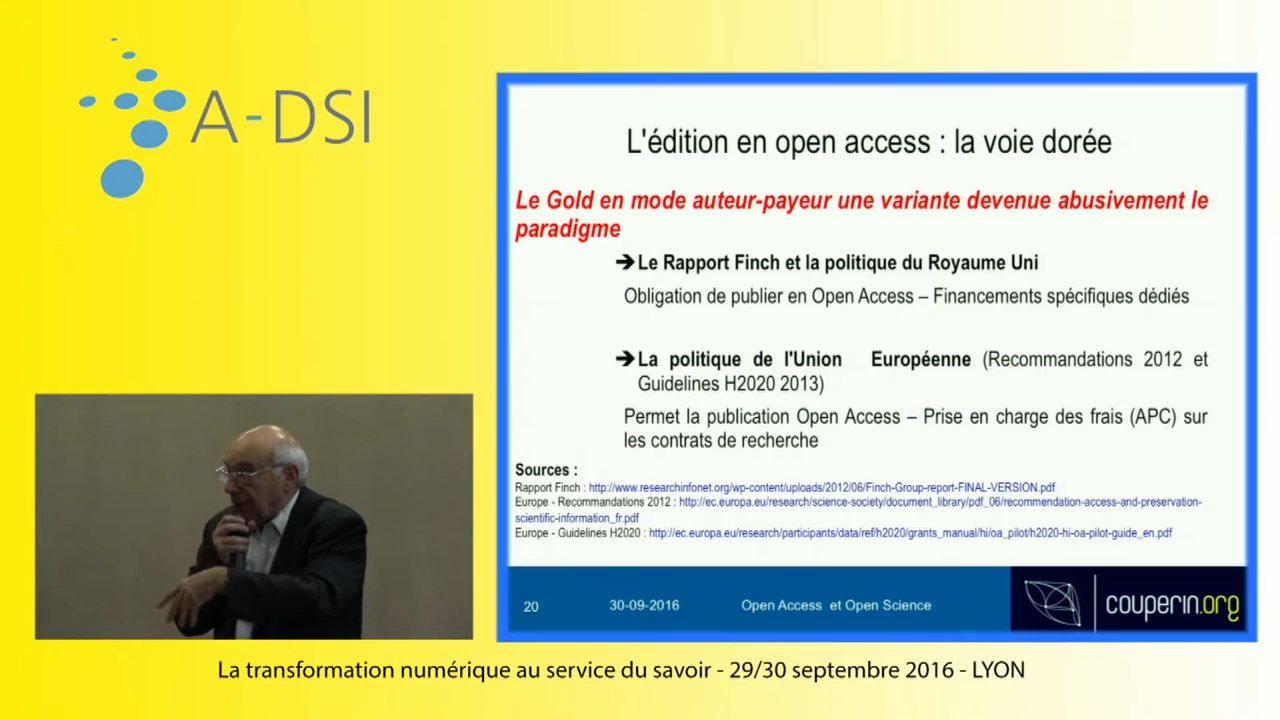 A-DSI
L'édition en open access : la voie dorée
Le Gold en mode auteur-payeur une variante devenue abusivement le
paradigme
➔Le Rapport Finch et la politique du Royaume Uni
Obligation de publier en Open Access – Financements spécifiques dédiés
➔La politique de l'Union Européenne (Recommandations 2012 et
Guidelines H2020 2013)
Permet la publication Open Access – Prise en charge des frais (APC) sur
les contrats de recherche
Sources :
Rapport Finch : http://www.researchinfonet.org/wp-content/uploads/2012/06/Finch-Group-report-FINAL-VERSION.pdf
Europe - Recommandations 2012 : http://ec.europa.eu/research/science-society/document_library/pdf_06/recommendation-access-and-preservation-
scientific-information_fr.pdf
Europe - Guidelines H2020 : http://ec.europa.eu/research/participants/data/ref/h2020/grants_manual/hi/oa_pilot/h2020-hi-oa-pilot-guide_en.pdf
20 30-09-2016 Open Access et Open Science couperin.org
La transformation numérique au service du savoir - 29/30 septembre 2016 - LYON